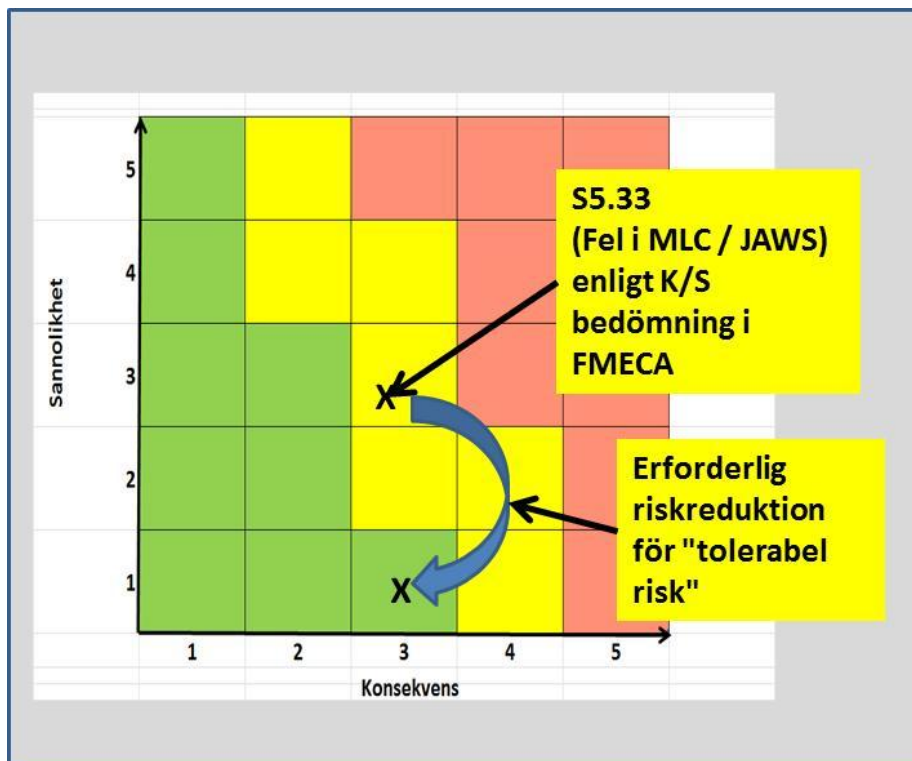 5
S5.33
(Fel i MLC / JAWS)
enligt K/S
bedömning i
FMECA
4
Sannolikhet
3
X
2
Erforderlig
riskreduktion
för "tolerabel
risk"
1
X
1 2 3 4 5
Konsekvens